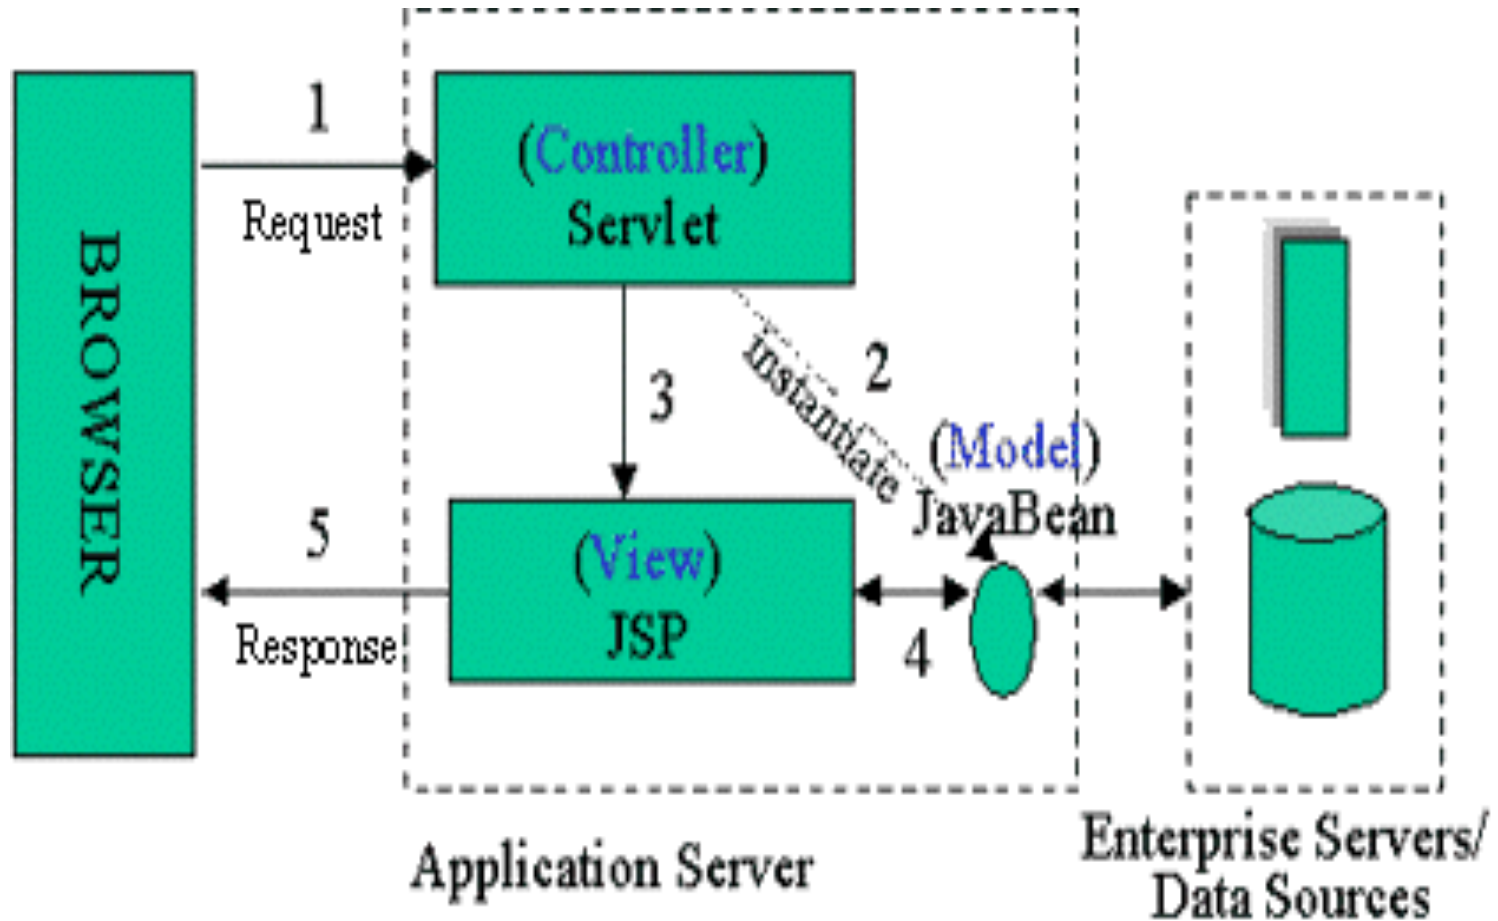 BROWSER
1
Request
(Controller)
Servlet
2
instantiate
3
(Model)
JavaBean
(View)
JSP
4
5
Response
Application Server
Enterprise Servers/
Data Sources